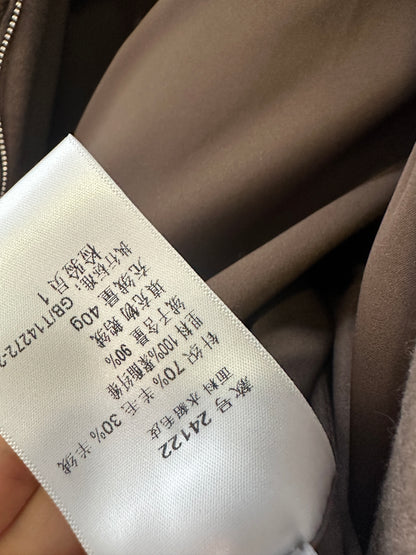 款号 24122
面料 水貂毛皮
针织 70%羊毛 30%羊绒
里料 100%聚酯纤维
绒子含量 90%
填充物 鹅绒
充绒量 40g
执行标准: GB/T14272-2
检验员 1